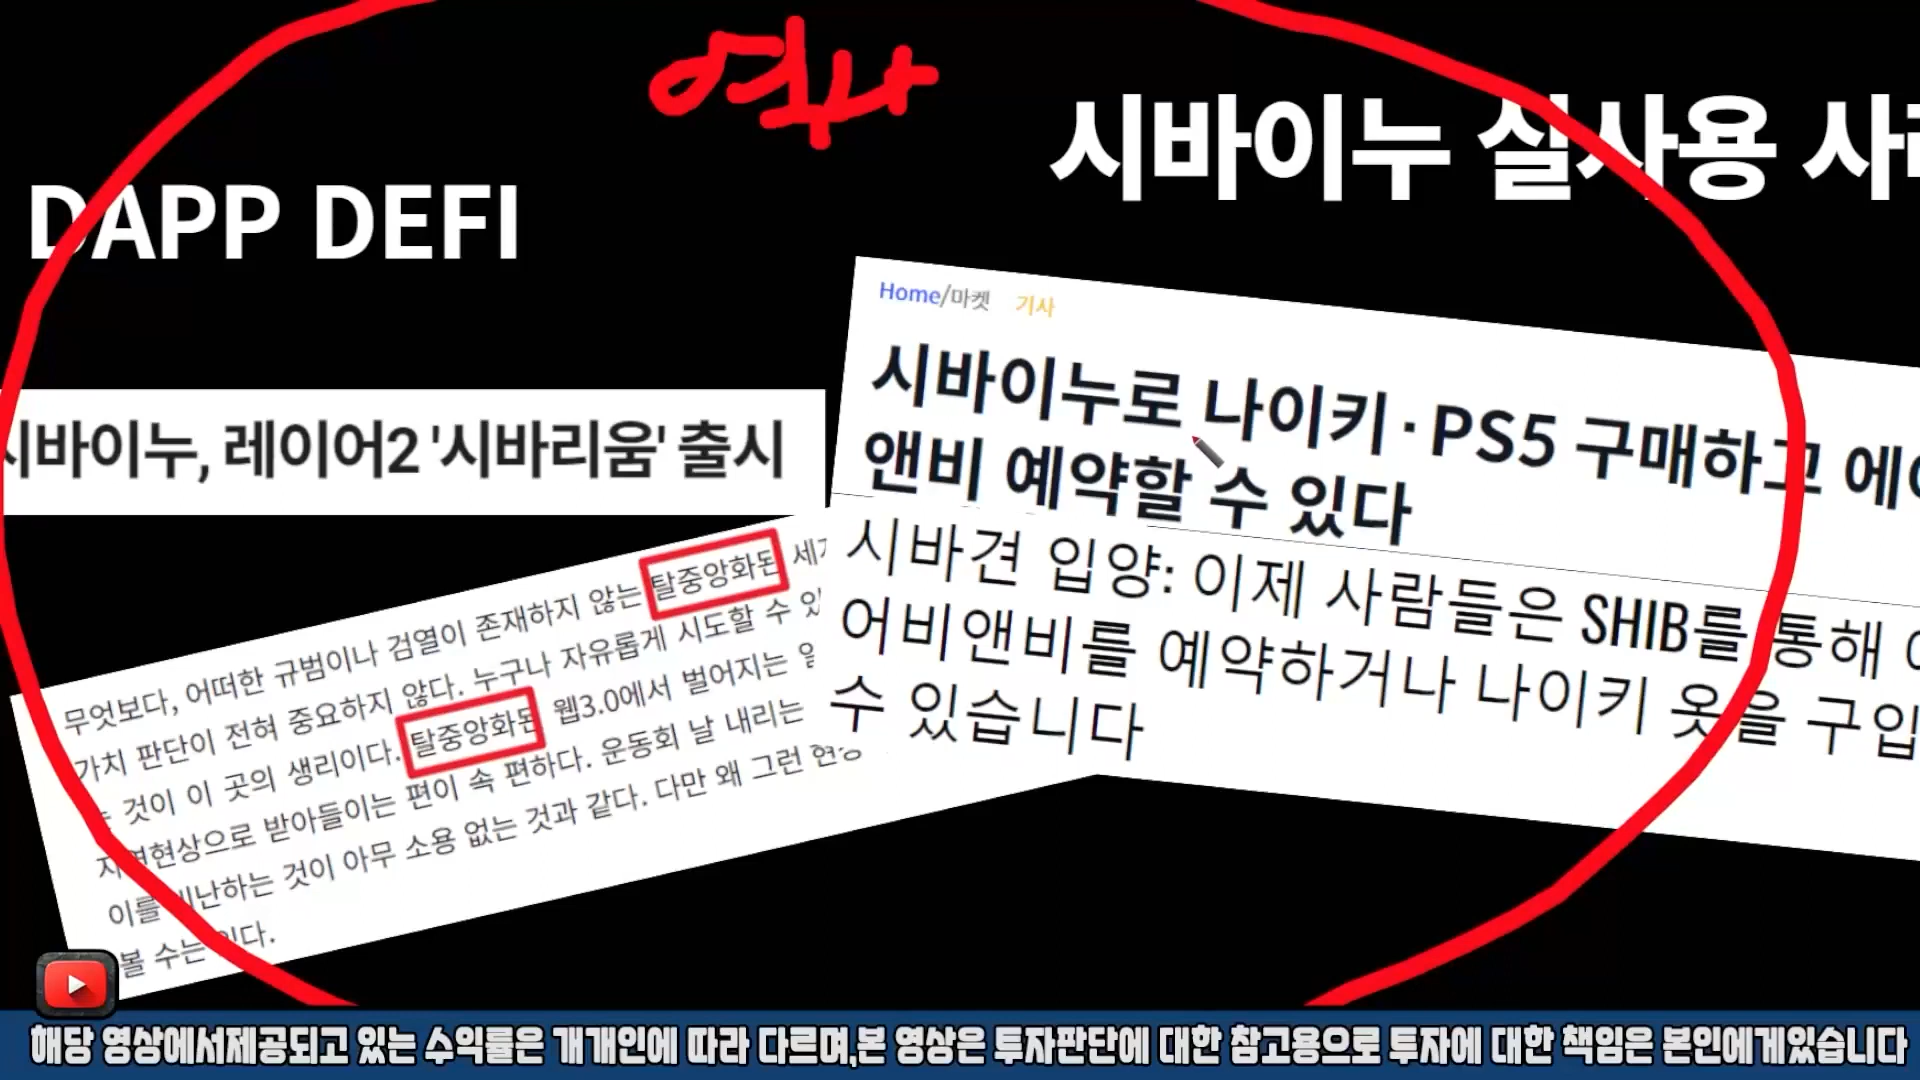 역사
시바이누 실사용 사례
DAPP DEFI
Home/마켓 기사
시바이누로 나이키·PS5 구매하고 에어
앤비 예약할 수 있다
시바이누, 레이어2 '시바리움' 출시
시바견 입양: 이제 사람들은 SHIB를 통해
어비앤비를 예약하거나 나이키 옷을 구입
수 있습니다
무엇보다, 어떠한 규범이나 검열이 존재하지 않는 탈중앙화된
가치 판단이 전혀 중요하지 않다. 누구나 자유롭게 시도할 수
것이 이 곳의 생리이다. 탈중앙화된 웹3.0에서 벌어지는
자연현상으로 받아들이는 편이 속 편하다. 운동회 날 내리는
이를 비난하는 것이 아무 소용 없는 것과 같다. 다만 왜 그런 현상
볼 수는 있다.
해당 영상에서제공되고 있는 수익률은 개개인에 따라 다르며,본 영상은 투자판단에 대한 참고용으로 투자에 대한 책임은 본인에게있습니다